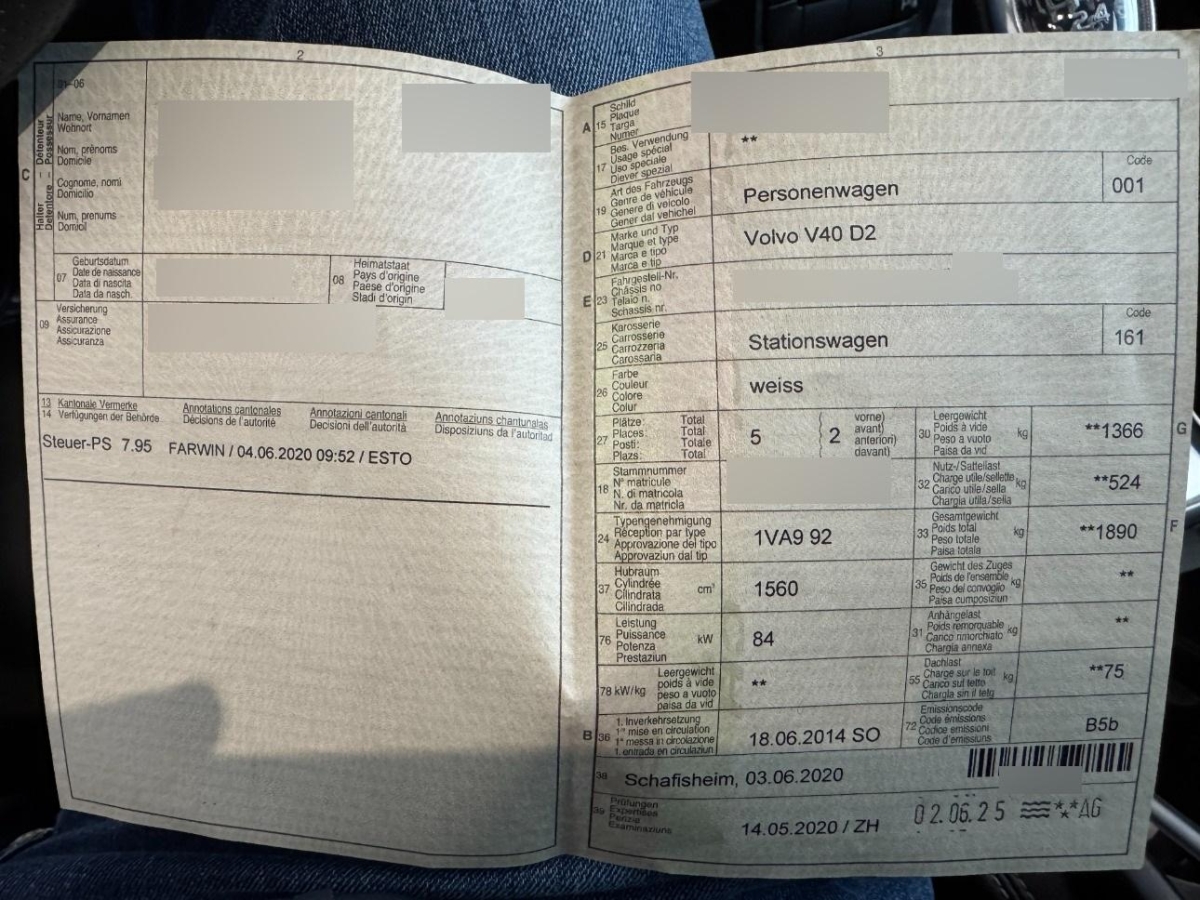 2
01-06
C
Halter – Détenteur
Detentore – Possessur
Name, Vornamen
Wohnort
Nom, prénoms
Domicile
Cognome, nomi
Domicilio
Num, prenums
Domicil
07
Geburtsdatum
Date de naissance
Data di nascita
Data da nasch.
08
Heimatstaat
Pays d'origine
Paese d'origine
Stadi d'origin
09
Versicherung
Assurance
Assicurazione
Assicuranza
13 Kantonale Vermerke
14 Verfügungen der Behörde
Annotations cantonales
Décisions de l'autorité
Annotazioni cantonali
Decisioni dell'autorità
Annotaziuns chantunalas
Disposiziuns da l'autoritad
Steuer-PS 7.95 FARWIN / 04.06.2020 09:52 / ESTO
3
A 15
Schild
Plaque
Targa
Numer
17
Bes. Verwendung
Usage spécial
Uso speciale
Diever spezial
**
19
Art des Fahrzeugs
Genre de véhicule
Genere di veicolo
Gener dal vehichel
Personenwagen
Code
001
D 21
Marke und Typ
Marque et type
Marca e tipo
Marca e tip
Volvo V40 D2
E 23
Fahrgestell-Nr.
Châssis no
Telaio n.
Schassis nr.
25
Karosserie
Carrosserie
Carrozzeria
Carossaria
Stationswagen
Code
161
26
Farbe
Couleur
Colore
Colur
weiss
27
Plätze: Total
Places: Total
Posti: Totale
Plazs: Total
5
2
vorne)
avant)
anteriori)
davant)
30
Leergewicht
Poids à vide
Peso a vuoto
Paisa da vid
kg
**1366
G
18
Stammnummer
N° matricule
N. di matricola
Nr. da matricla
32
Nutz-/Sattellast
Charge utile/sellette
Carico utile/sella
Chargia utila/sella
kg
**524
24
Typengenehmigung
Réception par type
Approvazione del tipo
Approvaziun dal tip
1VA9 92
33
Gesamtgewicht
Poids total
Peso totale
Paisa totala
kg
**1890
F
37
Hubraum
Cylindrée
Cilindrata
Cilindrada
cm³
1560
35
Gewicht des Zuges
Poids de l'ensemble
Peso del convoglio
Paisa cumposiziun
kg
**
76
Leistung
Puissance
Potenza
Prestaziun
kW
84
31
Anhängelast
Poids remorquable
Carico rimorchiato
Chargia annexa
kg
**
78 kW/kg
Leergewicht
poids à vide
peso a vuoto
paisa da vid
**
55
Dachlast
Charge sur le toit
Carico sul tetto
Chargia sin il tetg
kg
**75
B 36
1. Inverkehrsetzung
1re mise en circulation
1a messa in circolazione
1. entrada en circulaziun
18.06.2014 SO
72
Emissionscode
Code émissions
Codice emissioni
Code d'emissiuns
B5b
38
Schafisheim, 03.06.2020
39
Prüfungen
Expertises
Perizie
Examinaziuns
14.05.2020 / ZH
02.06.25 **AG